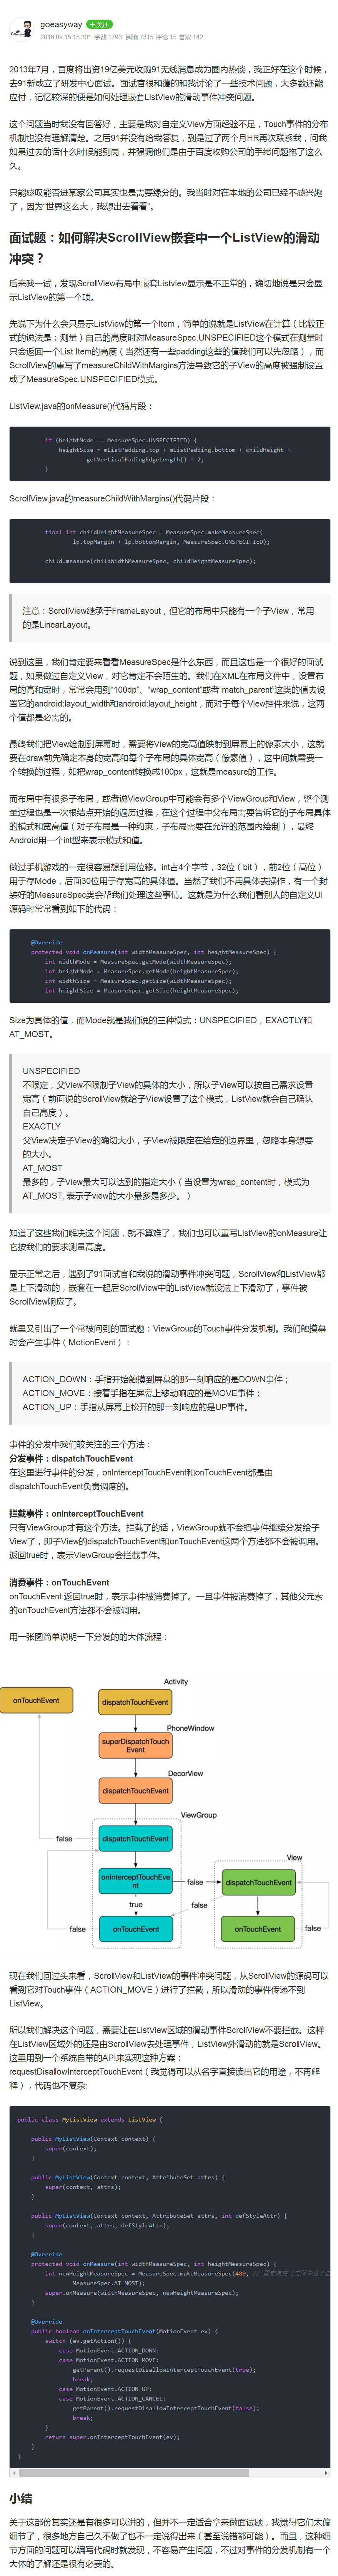 goeasyway
+ 关注
2016.09.15 15:30* 字数 1793 阅读 7315 评论 15 喜欢 142
2013年7月，百度将出资19亿美元收购91无线消息成为圈内热谈，我正好在这个时候，
去91新成立了研发中心面试。面试官很和蔼的和我讨论了一些技术问题，大多数还能
应付，记忆较深的便是如何处理嵌套ListView的滑动事件冲突问题。
这个问题当时我没有回答好，主要是我对自定义View方面经验不足，Touch事件的分布
机制也没有理解清楚。之后91并没有给我答复，到是过了两个月HR再次联系我，问我
如果过去的话什么时候能到岗，并强调他们是由于百度收购公司的手续问题拖了这么
久。
只能感叹能否进某家公司其实也是需要缘分的。我当时对在本地的公司已经不感兴趣
了，因为“世界这么大，我想出去看看”。
面试题：如何解决ScrollView嵌套中一个ListView的滑动
冲突？
后来我一试，发现ScrollView布局中嵌套Listview显示是不正常的，确切地说是只会显
示ListView的第一个项。
先说下为什么会只显示ListView的第一个Item，简单的说就是ListView在计算（比较正
式的说法是：测量）自己的高度时对MeasureSpec.UNSPECIFIED这个模式在测量时
只会返回一个List Item的高度（当然还有一些padding这些的值我们可以先忽略），而
ScrollView的重写了measureChildWithMargins方法导致它的子View的高度被强制设置
成了MeasureSpec.UNSPECIFIED模式。
ListView.java的onMeasure()代码片段：
if (heightMode == MeasureSpec.UNSPECIFIED) {
heightSize = mListPadding.top + mListPadding.bottom + childHeight +
getVerticalFadingEdgeLength() * 2;
}
ScrollView.java的measureChildWithMargins()代码片段：
final int childHeightMeasureSpec = MeasureSpec.makeMeasureSpec(
lp.topMargin + lp.bottomMargin, MeasureSpec.UNSPECIFIED);
child.measure(childWidthMeasureSpec, childHeightMeasureSpec);
注意：ScrollView继承于FrameLayout，但它的布局中只能有一个子View，常用
的是LinearLayout。
说到这里，我们肯定要来看看MeasureSpec是什么东西，而且这也是一个很好的面试
题，如果做过自定义View，对它肯定不会陌生的。我们在XML在布局文件中，设置布
局的高和宽时，常常会用到“100dp”、“wrap_content”或者“match_parent”这类的值去设
置它的android:layout_width和android:layout_height，而对于每个View控件来说，这两
个值都是必需的。
最终我们把View绘制到屏幕时，需要将View的宽高值映射到屏幕上的像素大小，这就
要在draw前先确定本身的宽高和每个子布局的具体宽高（像素值），这中间就需要一
个转换的过程，如把wrap_content转换成100px，这就是measure的工作。
而布局中有很多子布局，或者说ViewGroup中可能会有多个ViewGroup和View，整个测
量过程也是一次根结点开始的遍历过程，在这个过程中父布局需要告诉它的子布局具体
的模式和宽高值（对子布局是一种约束，子布局需要在允许的范围内绘制），最终
Android用一个int型来表示模式和值。
做过手机游戏的一定很容易想到用位移。int占4个字节，32位（bit），前2位（高位）
用于存Mode，后面30位用于存宽高的具体值。当然了我们不用具体去操作，有一个封
装好的MeasureSpec类会帮我们处理这些事情。这就是为什么我们看别人的自定义UI
源码时常常看到如下的代码：
@Override
protected void onMeasure(int widthMeasureSpec, int heightMeasureSpec) {
int widthMode = MeasureSpec.getMode(widthMeasureSpec);
int heightMode = MeasureSpec.getMode(heightMeasureSpec);
int widthSize = MeasureSpec.getSize(widthMeasureSpec);
int heightSize = MeasureSpec.getSize(heightMeasureSpec);
Size为具体的值，而Mode就是我们说的三种模式：UNSPECIFIED，EXACTLY和
AT_MOST。
UNSPECIFIED
不限定，父View不限制子View的具体的大小，所以子View可以按自己需求设置
宽高（前面说的ScrollView就给子View设置了这个模式，ListView就会自己确认
自己高度）。
EXACTLY
父View决定子View的确切大小，子View被限定在给定的边界里，忽略本身想要
的大小。
AT_MOST
最多的，子View最大可以达到的指定大小（当设置为wrap_content时，模式为
AT_MOST, 表示子view的大小最多是多少。）
知道了这些我们解决这个问题，就不算难了，我们也可以重写ListView的onMeasure让
它按我们的要求测量高度。
显示正常之后，遇到了91面试官和我说的滑动事件冲突问题，ScrollView和ListView都
是上下滑动的，嵌套在一起后ScrollView中的ListView就没法上下滑动了，事件被
ScrollView响应了。
就里又引出了一个常被问到的面试题：ViewGroup的Touch事件分发机制。我们触摸幕
时会产生事件（MotionEvent）：
ACTION_DOWN：手指开始触摸到屏幕的那一刻响应的是DOWN事件；
ACTION_MOVE：接着手指在屏幕上移动响应的是MOVE事件；
ACTION_UP：手指从屏幕上松开的那一刻响应的是UP事件。
事件的分发中我们较关注的三个方法：
分发事件：dispatchTouchEvent
在这里进行事件的分发，onInterceptTouchEvent和onTouchEvent都是由
dispatchTouchEvent负责调度的。
拦截事件：onInterceptTouchEvent
只有ViewGroup才有这个方法。拦截了的话，ViewGroup就不会把事件继续分发给子
View了，即子View的dispatchTouchEvent和onTouchEvent这两个方法都不会被调用。
返回true时，表示ViewGroup会拦截事件。
消费事件：onTouchEvent
onTouchEvent 返回true时，表示事件被消费掉了。一旦事件被消费掉了，其他父元素
的onTouchEvent方法都不会被调用。
用一张图简单说明一下分发的的大体流程：
Activity
onTouchEvent
dispatchTouchEvent
PhoneWindow
superDispatchTouch
Event
DecorView
dispatchTouchEvent
ViewGroup
false
dispatchTouchEvent
View
onInterceptTouchEve
nt
false
dispatchTouchEvent
true
false
false
onTouchEvent
onTouchEvent
false
现在我们回过头来看，ScrollView和ListView的事件冲突问题，从ScrollView的源码可以
看到它对Touch事件（ACTION_MOVE）进行了拦截，所以滑动的事件传递不到
ListView。
所以我们解决这个问题，需要让在ListView区域的滑动事件ScrollView不要拦截。这样
在ListView区域外的还是由ScrollView去处理事件，ListView外滑动的就是ScrollView。
这里用到一个系统自带的API来实现这种方案：
requestDisallowInterceptTouchEvent（我觉得可以从名字直接读出它的用途，不再解
释），代码也不复杂:
public class MyListView extends ListView {
public MyListView(Context context) {
super(context);
}
public MyListView(Context context, AttributeSet attrs) {
super(context, attrs);
}
public MyListView(Context context, AttributeSet attrs, int defStyleAttr) {
super(context, attrs, defStyleAttr);
}
@Override
protected void onMeasure(int widthMeasureSpec, int heightMeasureSpec) {
int newHeightMeasureSpec = MeasureSpec.makeMeasureSpec(480, //
MeasureSpec.AT_MOST);
super.onMeasure(widthMeasureSpec, newHeightMeasureSpec);
}
@Override
public boolean onInterceptTouchEvent(MotionEvent ev) {
switch (ev.getAction()) {
case MotionEvent.ACTION_DOWN:
case MotionEvent.ACTION_MOVE:
getParent().requestDisallowInterceptTouchEvent(true);
break;
case MotionEvent.ACTION_UP:
case MotionEvent.ACTION_CANCEL:
getParent().requestDisallowInterceptTouchEvent(false);
break;
}
return super.onInterceptTouchEvent(ev);
}
}
小结
关于这部份其实还是有很多可以讲的，但并不一定适合拿来做面试题，我觉得它们太偏
细节了，很多地方自己久不做了也不一定说得出来（甚至说错都可能）。而且，这种细
节方面的问题可以编写代码时就发现，不容易产生问题，不过对事件的分发机制有一个
大体的了解还是很有必要的。